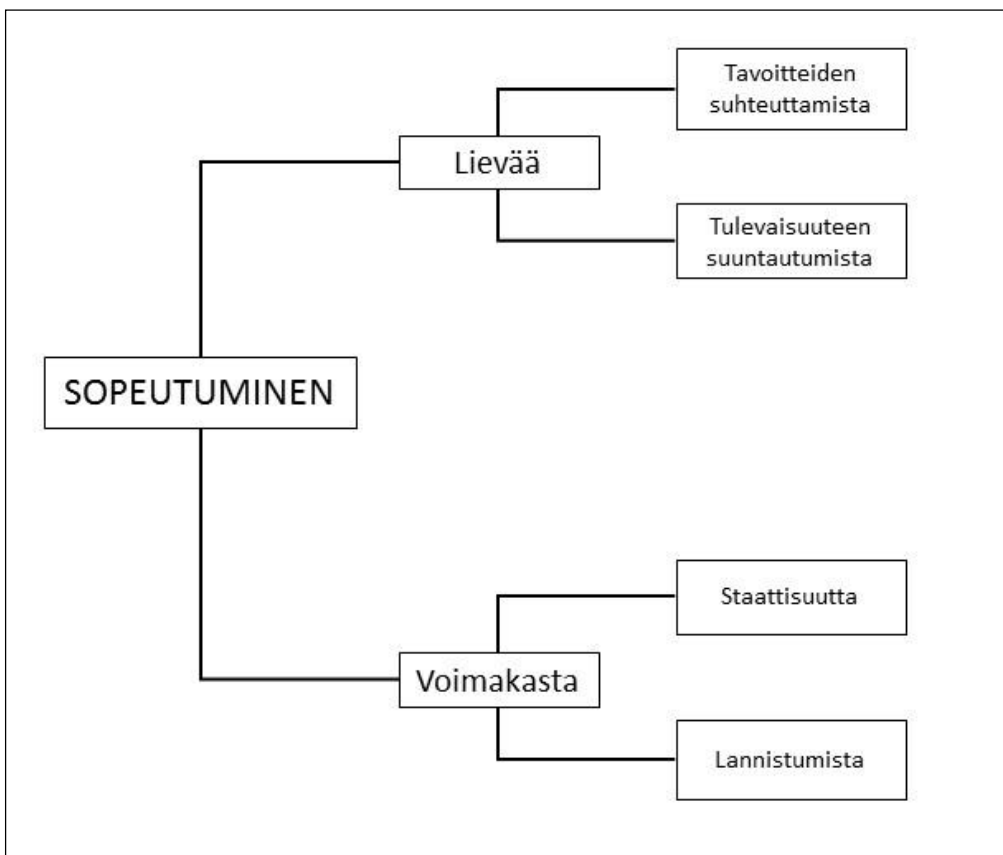 Tavoitteiden
suhteuttamista
Lievää
Tulevaisuuteen
suuntautumista
SOPEUTUMINEN
Staattisuutta
Voimakasta
Lannistumista